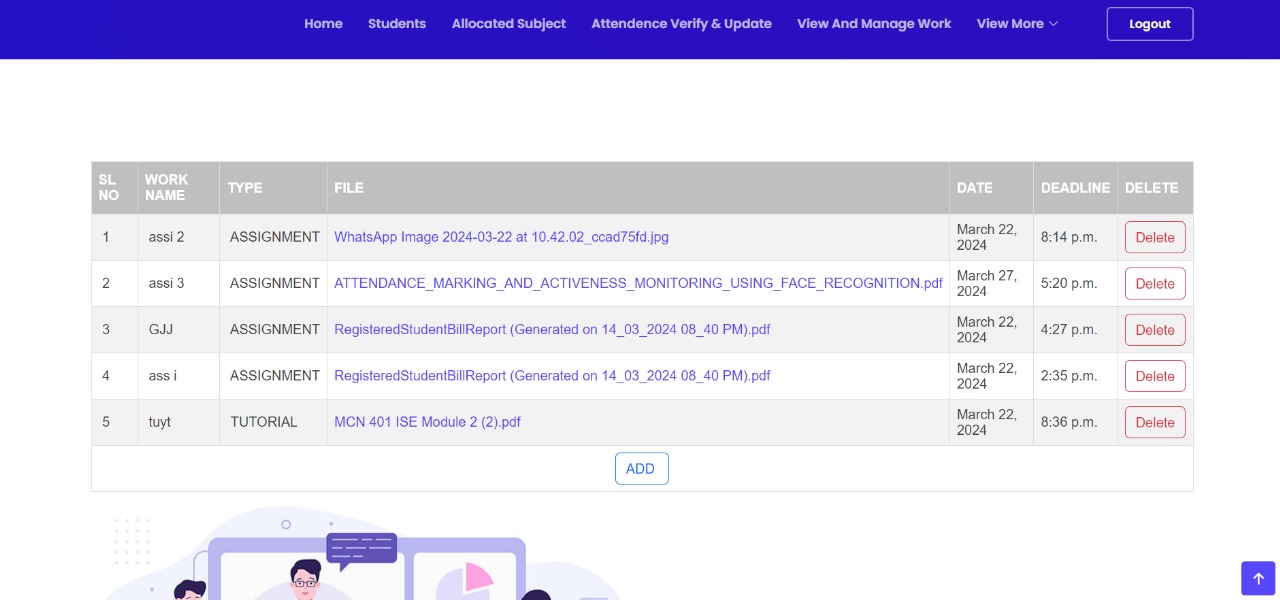 Home Students Allocated Subject Attendence Verify & Update View And Manage Work View More Logout
SL NO WORK NAME TYPE FILE DATE DEADLINE DELETE
1 assi 2 ASSIGNMENT WhatsApp Image 2024-03-22 at 10.42.02_ccad75fd.jpg March 22, 2024 8:14 p.m. Delete
2 assi 3 ASSIGNMENT ATTENDANCE_MARKING_AND_ACTIVENESS_MONITORING_USING_FACE_RECOGNITION.pdf March 27, 2024 5:20 p.m. Delete
3 GJJ ASSIGNMENT RegisteredStudentBillReport (Generated on 14_03_2024 08_40 PM).pdf March 22, 2024 4:27 p.m. Delete
4 ass i ASSIGNMENT RegisteredStudentBillReport (Generated on 14_03_2024 08_40 PM).pdf March 22, 2024 2:35 p.m. Delete
5 tuyt TUTORIAL MCN 401 ISE Module 2 (2).pdf March 22, 2024 8:36 p.m. Delete
ADD